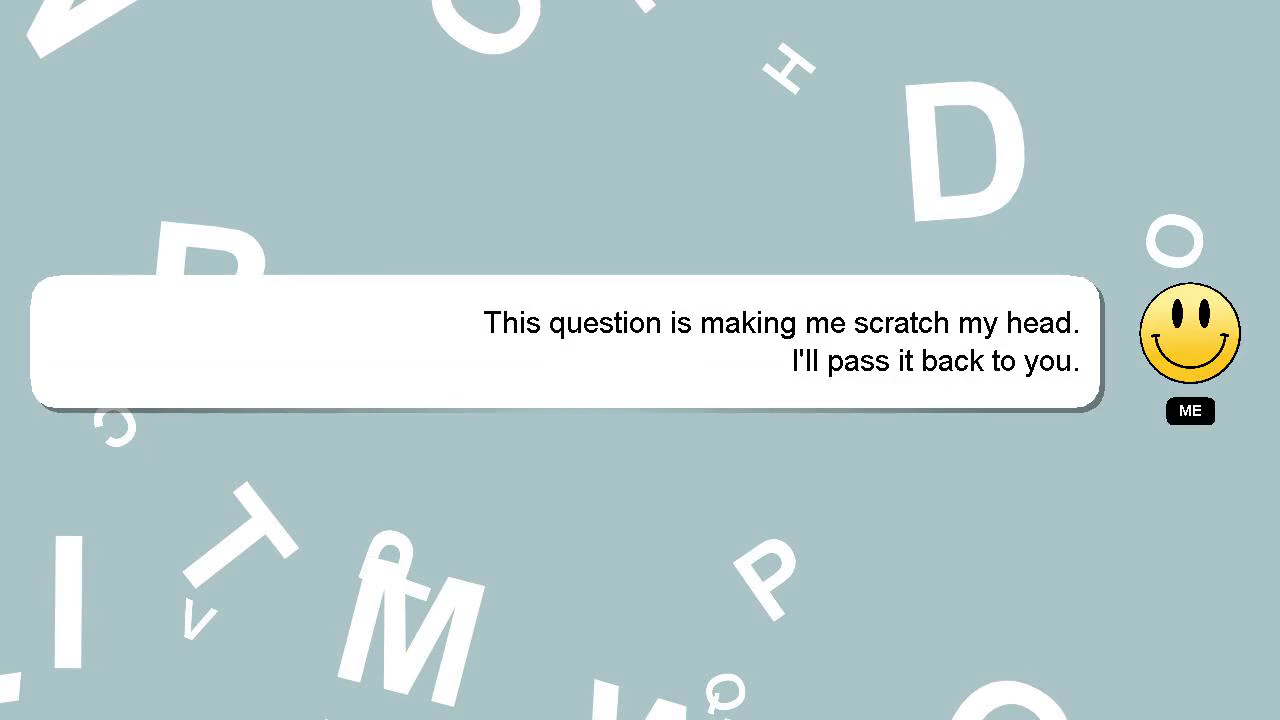 H
D
O
This question is making me scratch my head.
I'll pass it back to you.
ME
C
T
I
P
V
M
P
Q